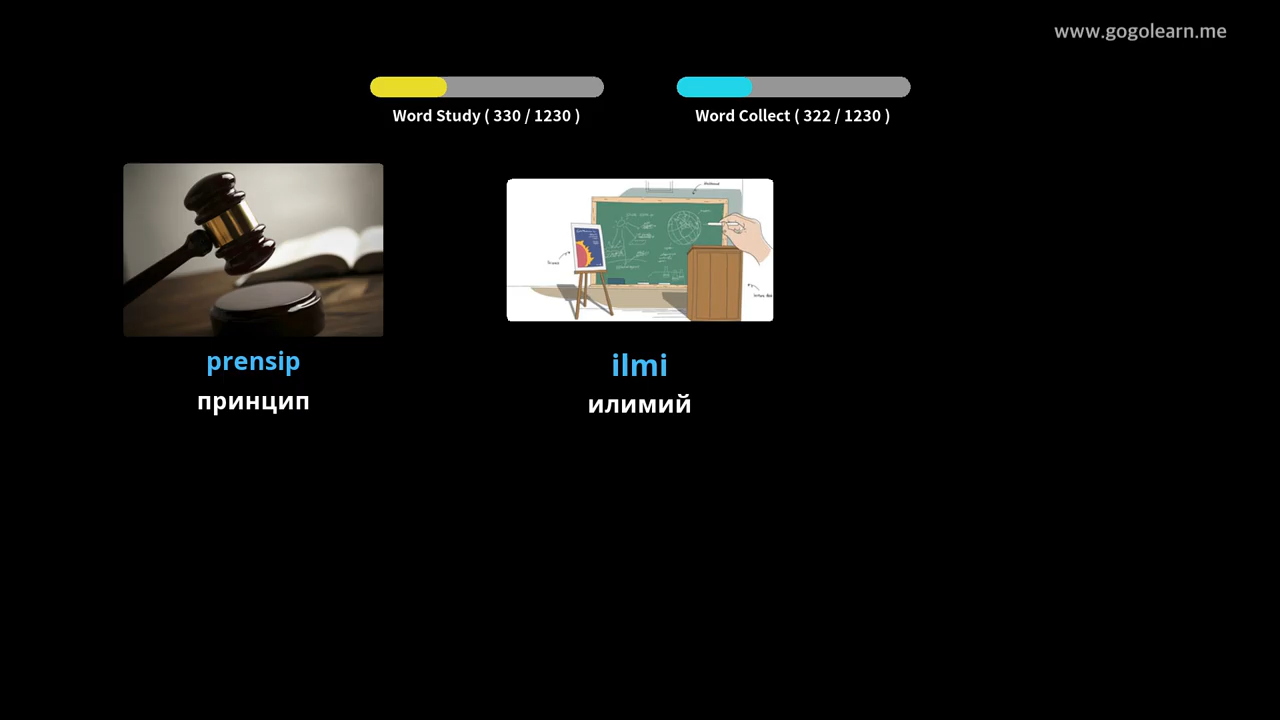 www.gogolearn.me
Word Study ( 330 / 1230 )
Word Collect ( 322 / 1230 )
prensip
принцип
ilmi
илимий